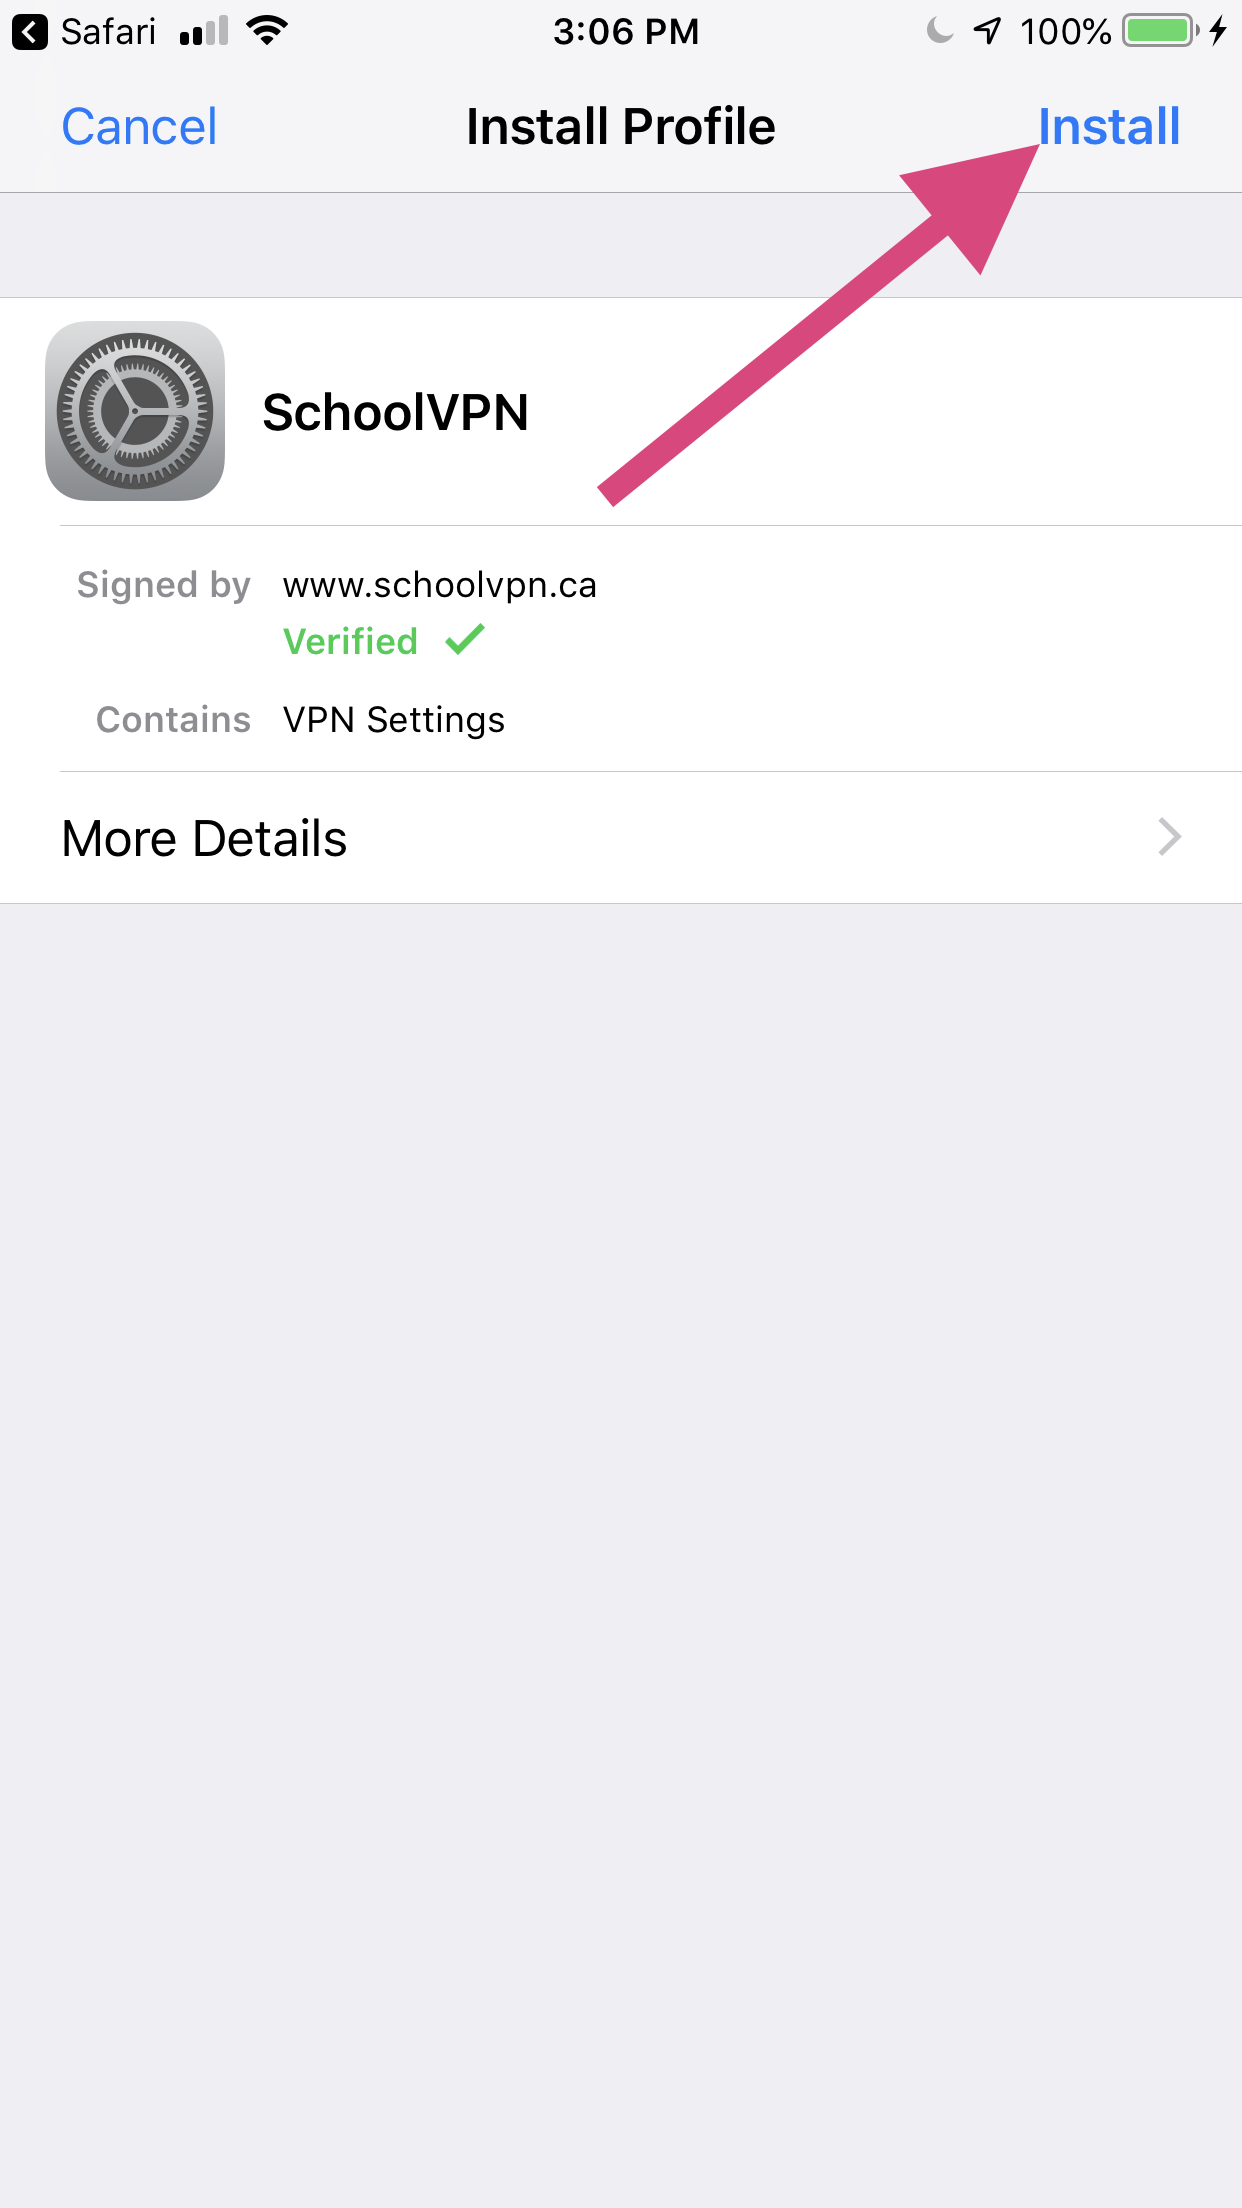 Safari 3:06 PM 100%
Cancel Install Profile Install
SchoolVPN
Signed by www.schoolvpn.ca
Verified
Contains VPN Settings
More Details